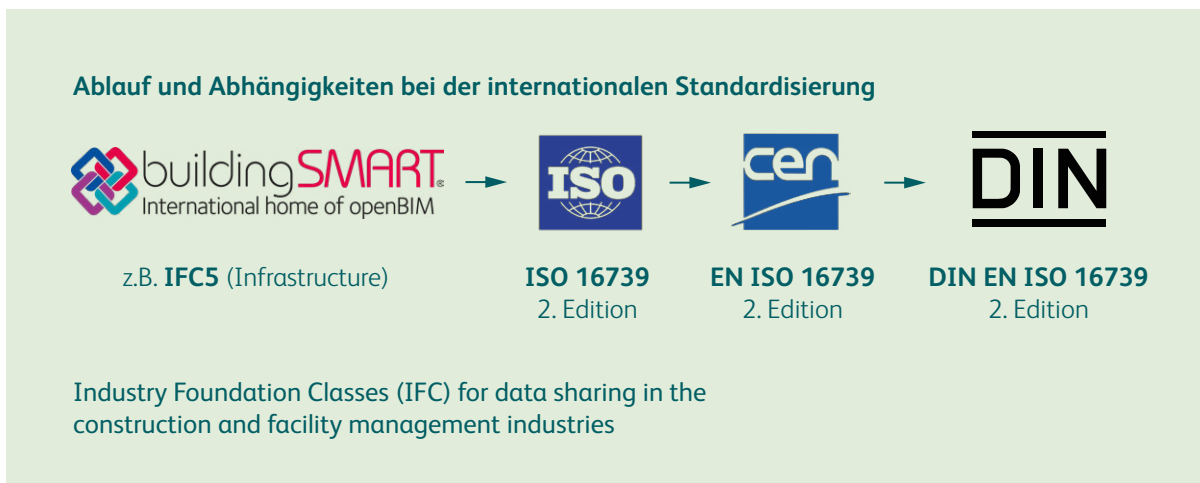 Ablauf und Abhängigkeiten bei der internationalen Standardisierung
buildingSMART®
International home of openBIM
ISO
cen
DIN
z.B. IFC5 (Infrastructure)
ISO 16739
2. Edition
EN ISO 16739
2. Edition
DIN EN ISO 16739
2. Edition
Industry Foundation Classes (IFC) for data sharing in the
construction and facility management industries